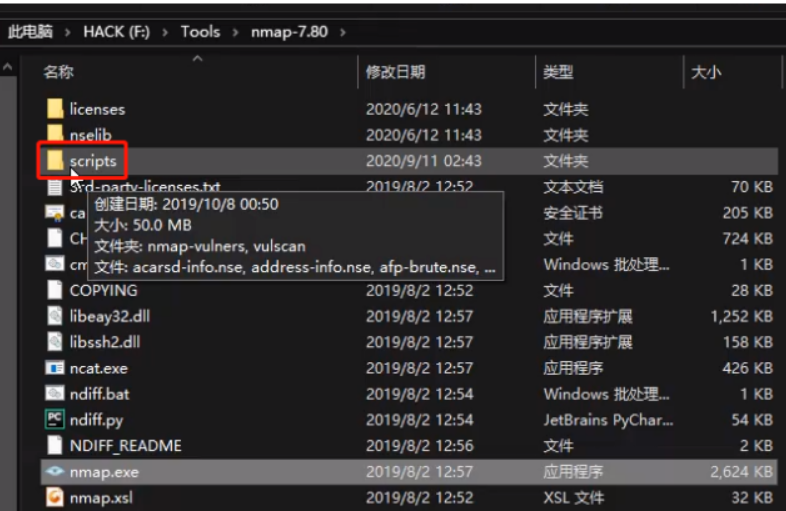 此电脑 › HACK (F:) › Tools › nmap-7.80 ›
名称 修改日期 类型 大小
licenses 2020/6/12 11:43 文件夹
nselib 2020/6/12 11:43 文件夹
scripts 2020/9/11 02:43 文件夹
3rd-party-licenses.txt 2019/8/2 12:52 文本文档 70 KB
ca 安全证书 205 KB
CH 文件 724 KB
cm Windows 批处理... 1 KB
创建日期: 2019/10/8 00:50
大小: 50.0 MB
文件夹: nmap-vulners, vulscan
文件: acarsd-info.nse, address-info.nse, afp-brute.nse, ...
COPYING 2019/8/2 12:52 文件 28 KB
libeay32.dll 2019/8/2 12:57 应用程序扩展 1,252 KB
libssh2.dll 2019/8/2 12:57 应用程序扩展 158 KB
ncat.exe 2019/8/2 12:57 应用程序 426 KB
ndiff.bat 2019/8/2 12:54 Windows 批处理... 1 KB
PC
ndiff.py 2019/8/2 12:54 JetBrains PyChar... 54 KB
NDIFF_README 2019/8/2 12:56 文件 2 KB
nmap.exe 2019/8/2 12:57 应用程序 2,624 KB
nmap.xsl 2019/8/2 12:52 XSL 文件 32 KB